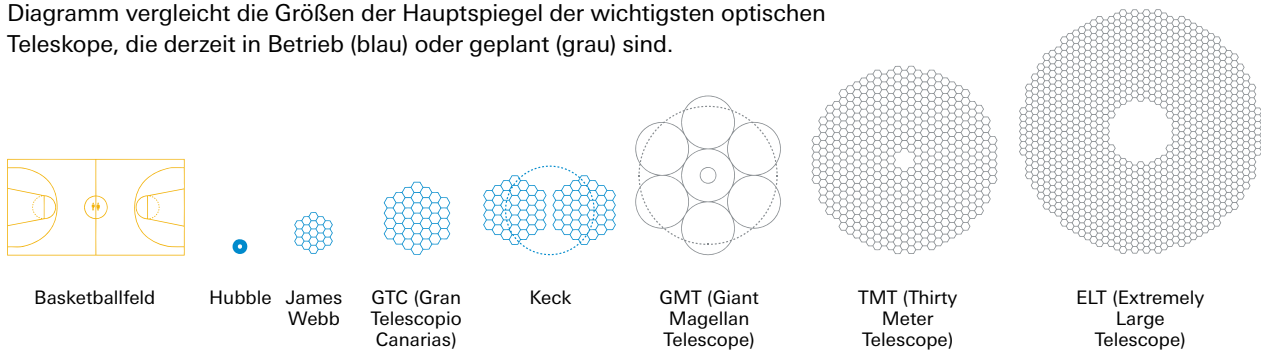 Diagramm vergleicht die Größen der Hauptspiegel der wichtigsten optischen
Teleskope, die derzeit in Betrieb (blau) oder geplant (grau) sind.
Basketballfeld
Hubble
James
Webb
GTC (Gran
Telescopio
Canarias)
Keck
GMT (Giant
Magellan
Telescope)
TMT (Thirty
Meter
Telescope)
ELT (Extremely
Large
Telescope)